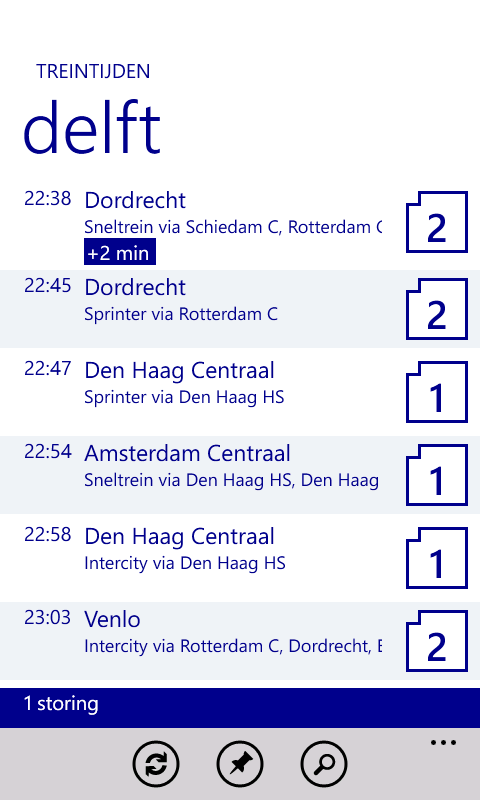 TREINTIJDEN
delft
22:38 Dordrecht 2
Sneltrein via Schiedam C, Rotterdam
+2 min
22:45 Dordrecht 2
Sprinter via Rotterdam C
22:47 Den Haag Centraal 1
Sprinter via Den Haag HS
22:54 Amsterdam Centraal 1
Sneltrein via Den Haag HS, Den Haag
22:58 Den Haag Centraal 1
Intercity via Den Haag HS
23:03 Venlo 2
Intercity via Rotterdam C, Dordrecht,
1 storing